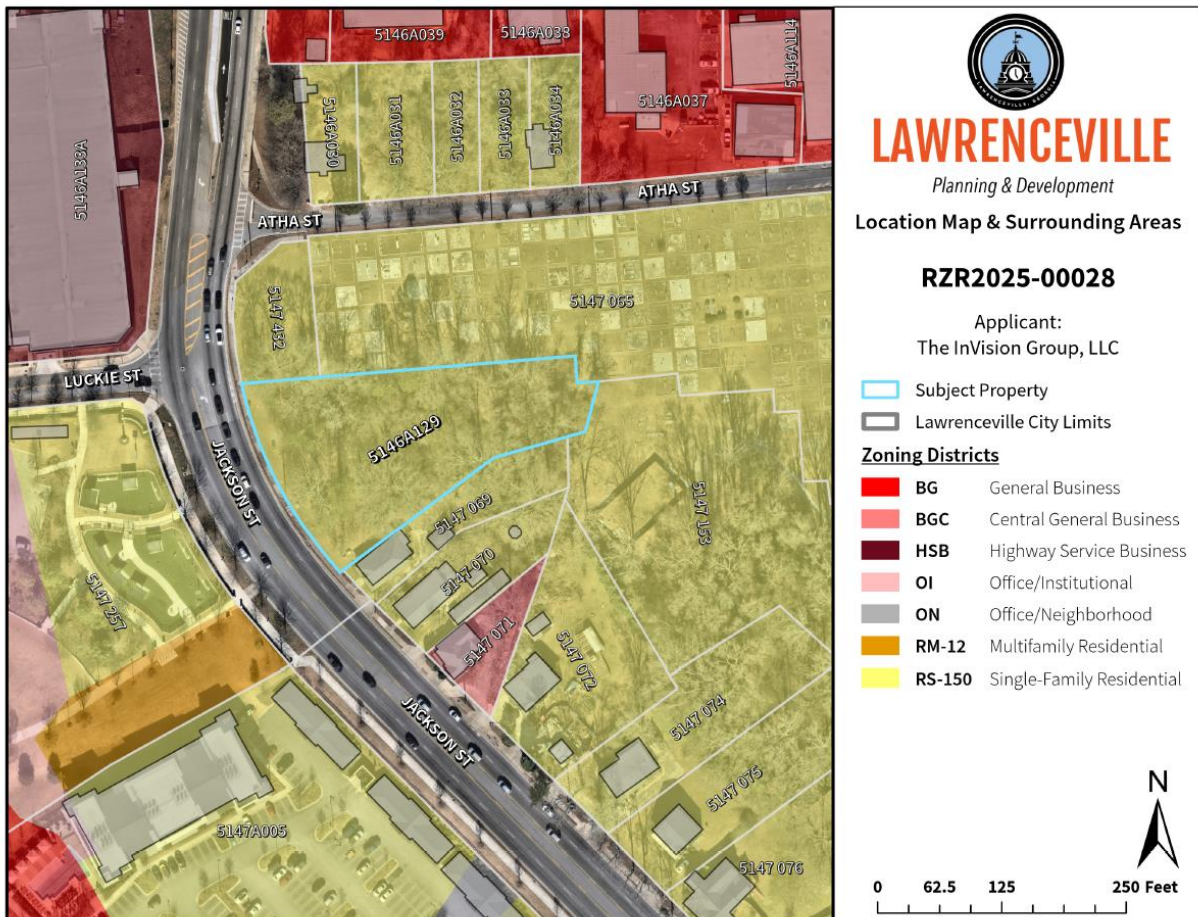 5146A039
5146A038
5146A114
5146A133A
5146A030
5146A031
5146A032
5146A033
5146A034
5146A037
ATHA ST
ATHA ST
5147 432
5147 065
LUCKIE ST
5146A129
JACKSON ST
5147 069
5147 153
5147 070
5147 257
5147 071
5147 072
JACKSON ST
5147 074
5147 075
5147A005
5147 076
LAWRENCEVILLE, GEORGIA
LAWRENCEVILLE
Planning & Development
Location Map & Surrounding Areas
RZR2025-00028
Applicant:
The InVision Group, LLC
Subject Property
Lawrenceville City Limits
Zoning Districts
BG General Business
BGC Central General Business
HSB Highway Service Business
OI Office/Institutional
ON Office/Neighborhood
RM-12 Multifamily Residential
RS-150 Single-Family Residential
N
0 62.5 125 250 Feet